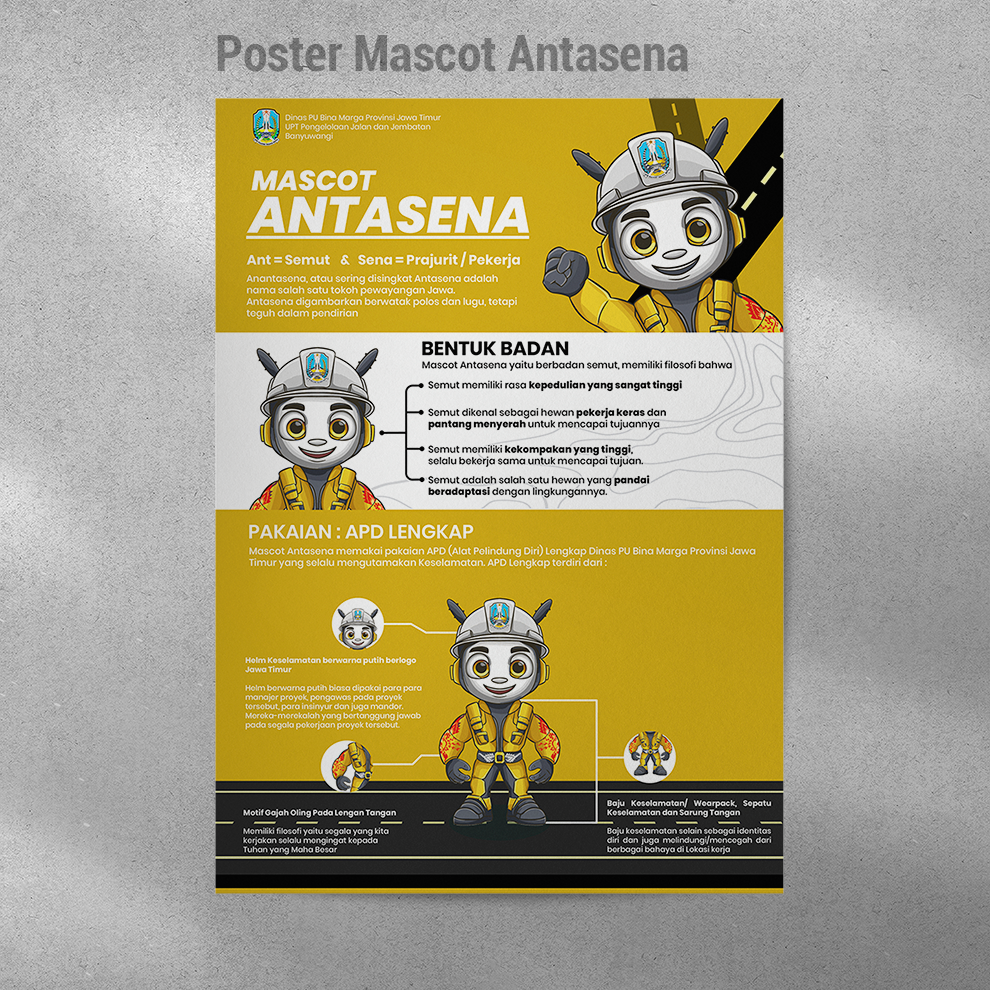 Poster Mascot Antasena
Dinas PU Bina Marga Provinsi Jawa Timur
UPT Pengololaan Jalan dan Jembatan
Banyuwangi
MASCOT
ANTASENA
Ant = Semut & Sena = Prajurit / Pekerja
Anantasena, atau sering disingkat Antasena adalah
nama salah satu tokoh pewayangan Jawa.
Antasena digambarkan berwatak polos dan lugu, tetapi
teguh dalam pendirian
BENTUK BADAN
Mascot Antasena yaitu berbadan semut, memiliki filosofi bahwa
Semut memiliki rasa kepedulian yang sangat tinggi
Semut dikenal sebagai hewan pekerja keras dan
pantang menyerah untuk mencapai tujuannya
Semut memiliki kekompakan yang tinggi,
selalu bekerja sama untuk mencapai tujuan.
Semut adalah salah satu hewan yang pandai
beradaptasi dengan lingkungannya.
PAKAIAN : APD LENGKAP
Mascot Antasena memakai pakaian APD (Alat Pelindung Diri) Lengkap Dinas PU Bina Marga Provinsi Jawa
Timur yang selalu mengutamakan Keselamatan. APD Lengkap terdiri dari :
Helm Keselamatan berwarna putih berlogo
Jawa Timur
Helm berwarna putih biasa dipakai para para
manajer proyek, pengawas pada proyek
tersebut, para insinyur dan juga mandor.
Mereka-merekalah yang bertanggung jawab
pada segala pekerjaan proyek tersebut.
Motif Gajah Oling Pada Lengan Tangan
Memiliki filosofi yaitu segala yang kita
kerjakan selalu mengingat kepada
Tuhan yang Maha Besar
Baju Keselamatan/ Wearpack, Sepatu
Keselamatan dan Sarung Tangan
Baju keselamatan selain sebagai identitas
diri dan juga melindungi/mencegah dari
berbagai bahaya di Lokasi kerja